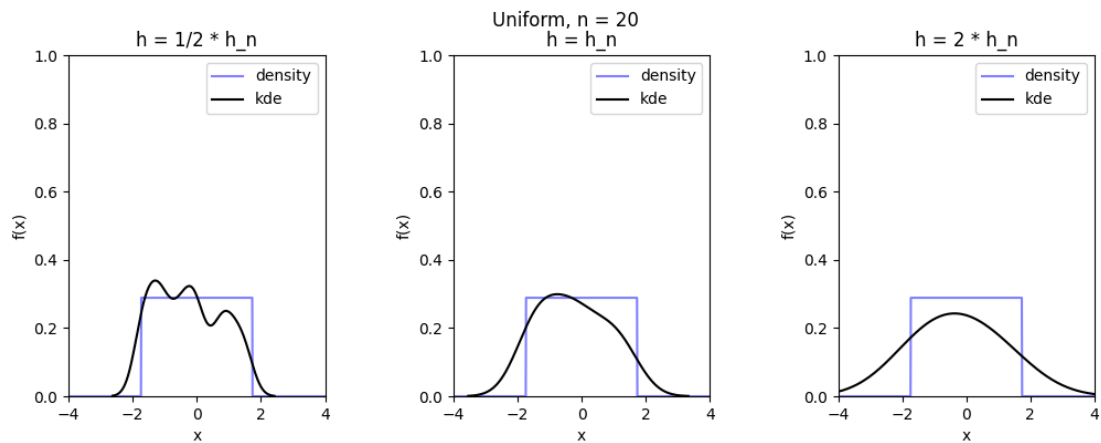 Uniform, n = 20
h = 1/2 * h_n
1.0
0.8
0.6
0.4
0.2
0.0
f(x)
density
kde
−4
−2
0
2
4
x
h = h_n
1.0
0.8
0.6
0.4
0.2
0.0
f(x)
density
kde
−4
−2
0
2
4
x
h = 2 * h_n
1.0
0.8
0.6
0.4
0.2
0.0
f(x)
density
kde
−4
−2
0
2
4
x